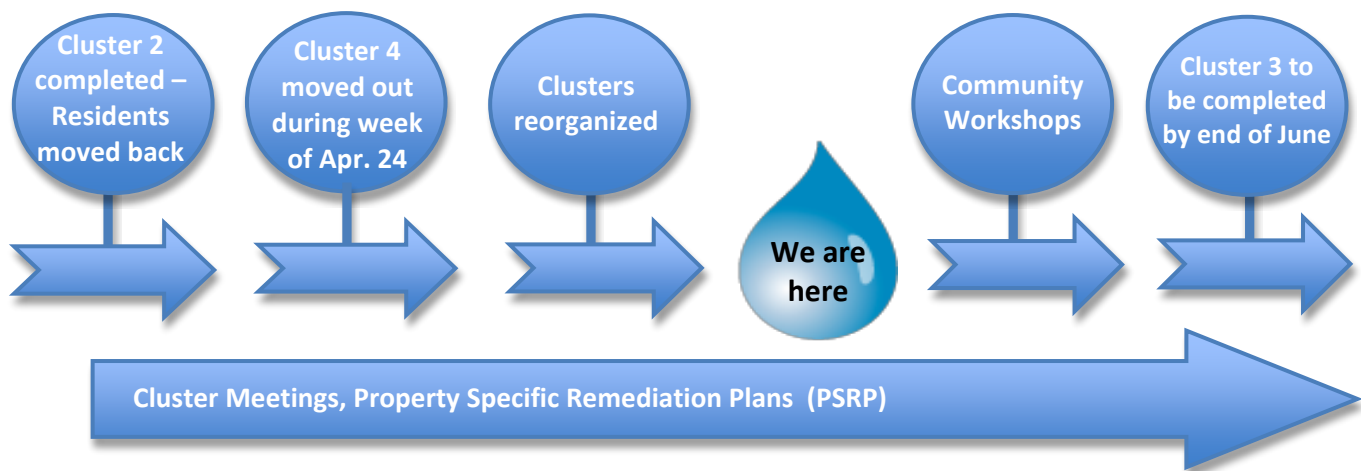 Cluster 2
completed –
Residents
moved back
Cluster 4
moved out
during week
of Apr. 24
Clusters
reorganized
We are
here
Community
Workshops
Cluster 3 to
be completed
by end of June
Cluster Meetings, Property Specific Remediation Plans (PSRP)